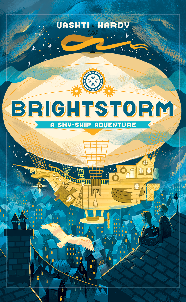 VASHTI HARDY
BRIGHTSTORM
A SKY-SHIP ADVENTURE